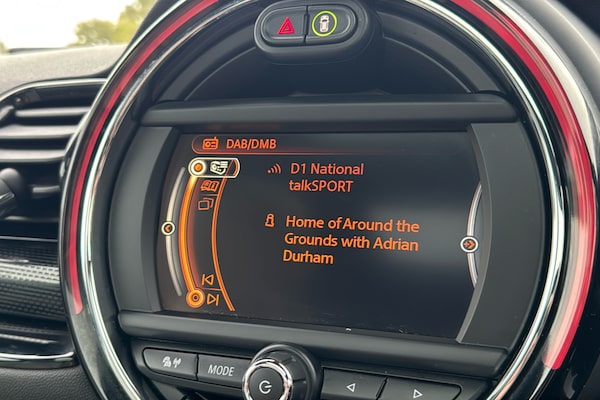 DAB/DMB
D1 National
talkSPORT
Home of Around the
Grounds with Adrian
Durham
MODE